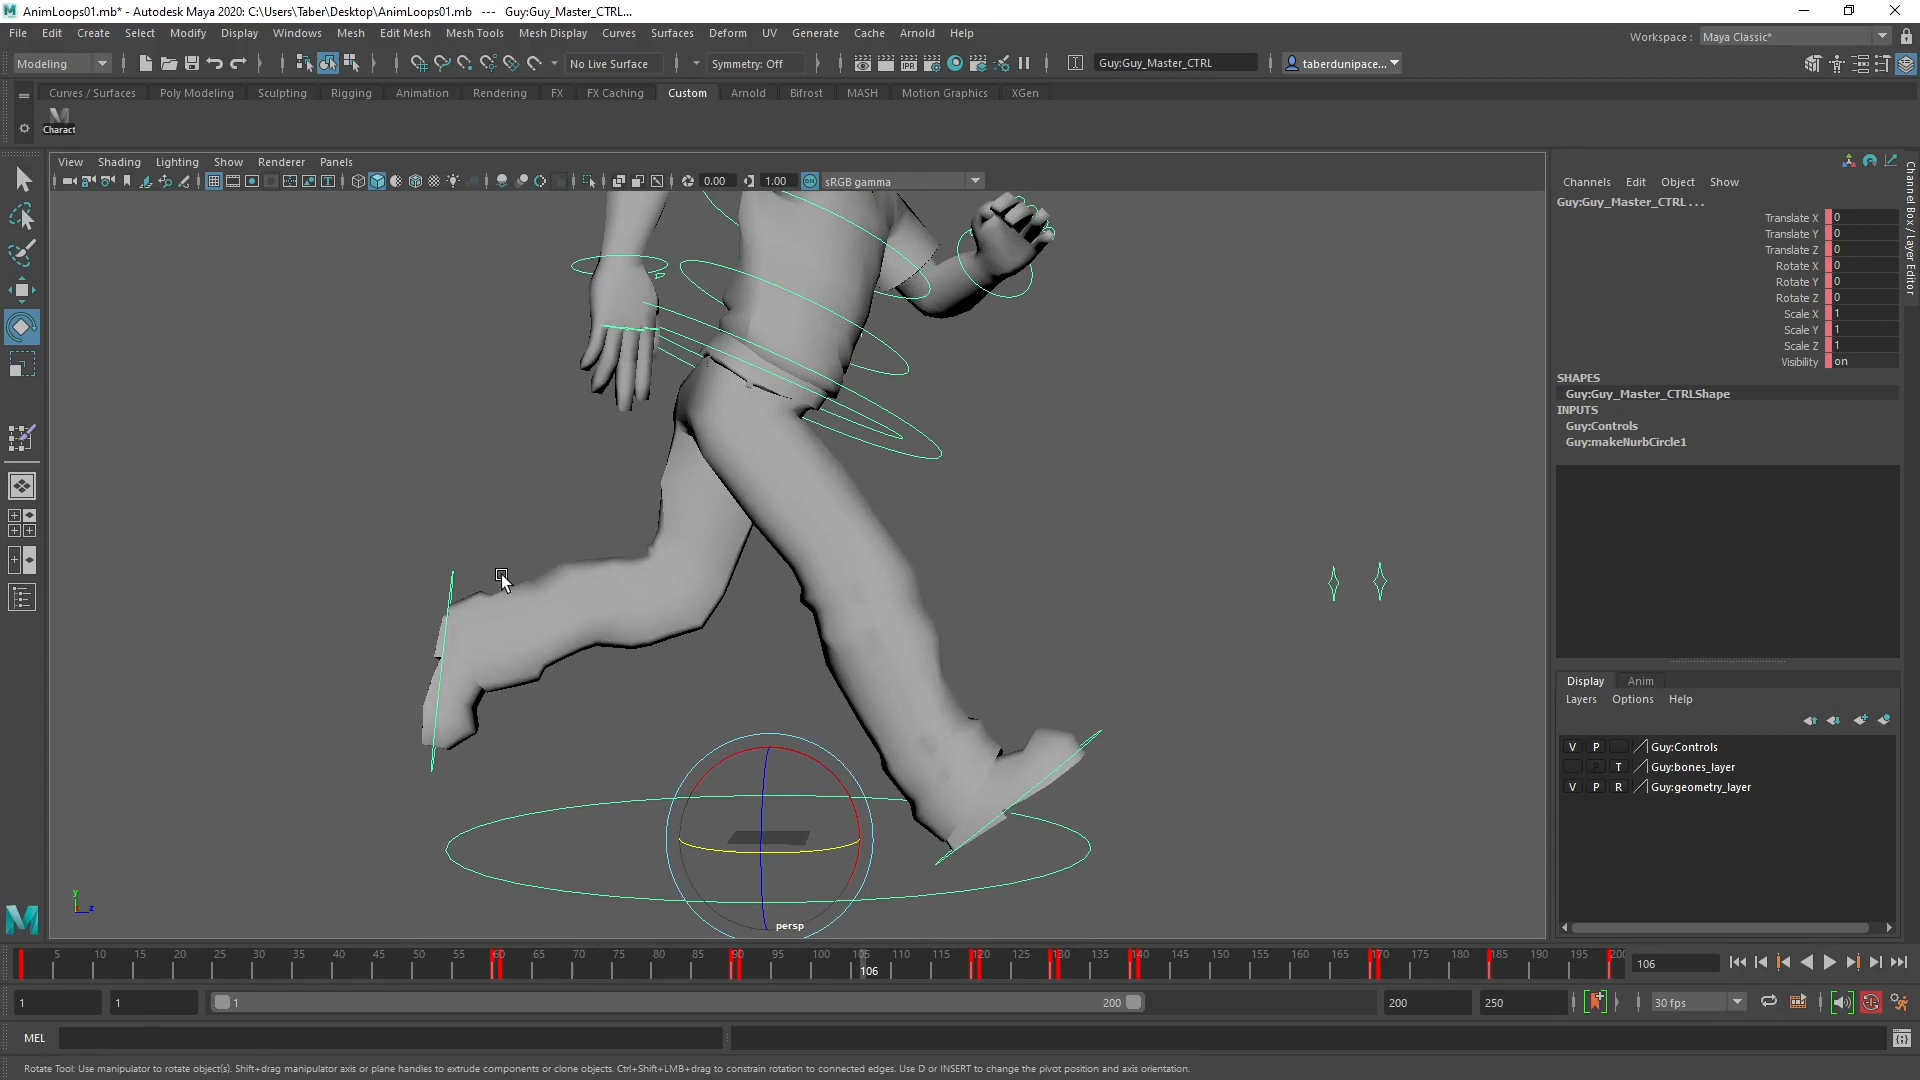 AnimLoops01.mb* - Autodesk Maya 2020: C:\Users\Taber\Desktop\AnimLoops01.mb   ---   Guy:Guy_Master_CTRL...
File Edit Create Select Modify Display Windows Mesh Edit Mesh Mesh Tools Mesh Display Curves Surfaces Deform UV Generate Cache Arnold Help
Workspace : Maya Classic*
Modeling No Live Surface Symmetry: Off Guy:Guy_Master_CTRL taberdunipace...
Curves / Surfaces Poly Modeling Sculpting Rigging Animation Rendering FX FX Caching Custom Arnold Bifrost MASH Motion Graphics XGen
Charact
View Shading Lighting Show Renderer Panels
0.00 1.00 sRGB gamma
persp
y
z
Channels Edit Object Show
Guy:Guy_Master_CTRL . . .
Translate X 0
Translate Y 0
Translate Z 0
Rotate X 0
Rotate Y 0
Rotate Z 0
Scale X 1
Scale Y 1
Scale Z 1
Visibility on
SHAPES
Guy:Guy_Master_CTRLShape
INPUTS
Guy:Controls
Guy:makeNurbCircle1
Channel Box / Layer Editor
Display Anim
Layers Options Help
V P Guy:Controls
P T Guy:bones_layer
V P R Guy:geometry_layer
5 10 15 20 25 30 35 40 45 50 55 60 65 70 75 80 85 90 95 100 105 110 115 120 125 130 135 140 145 150 155 160 165 170 175 180 185 190 195 200
106
106
1 1 1 200 200 250 30 fps
MEL
Rotate Tool: Use manipulator to rotate object(s). Shift+drag manipulator axis or plane handles to extrude components or clone objects. Ctrl+Shift+LMB+drag to constrain rotation to connected edges. Use D or INSERT to change the pivot position and axis orientation.